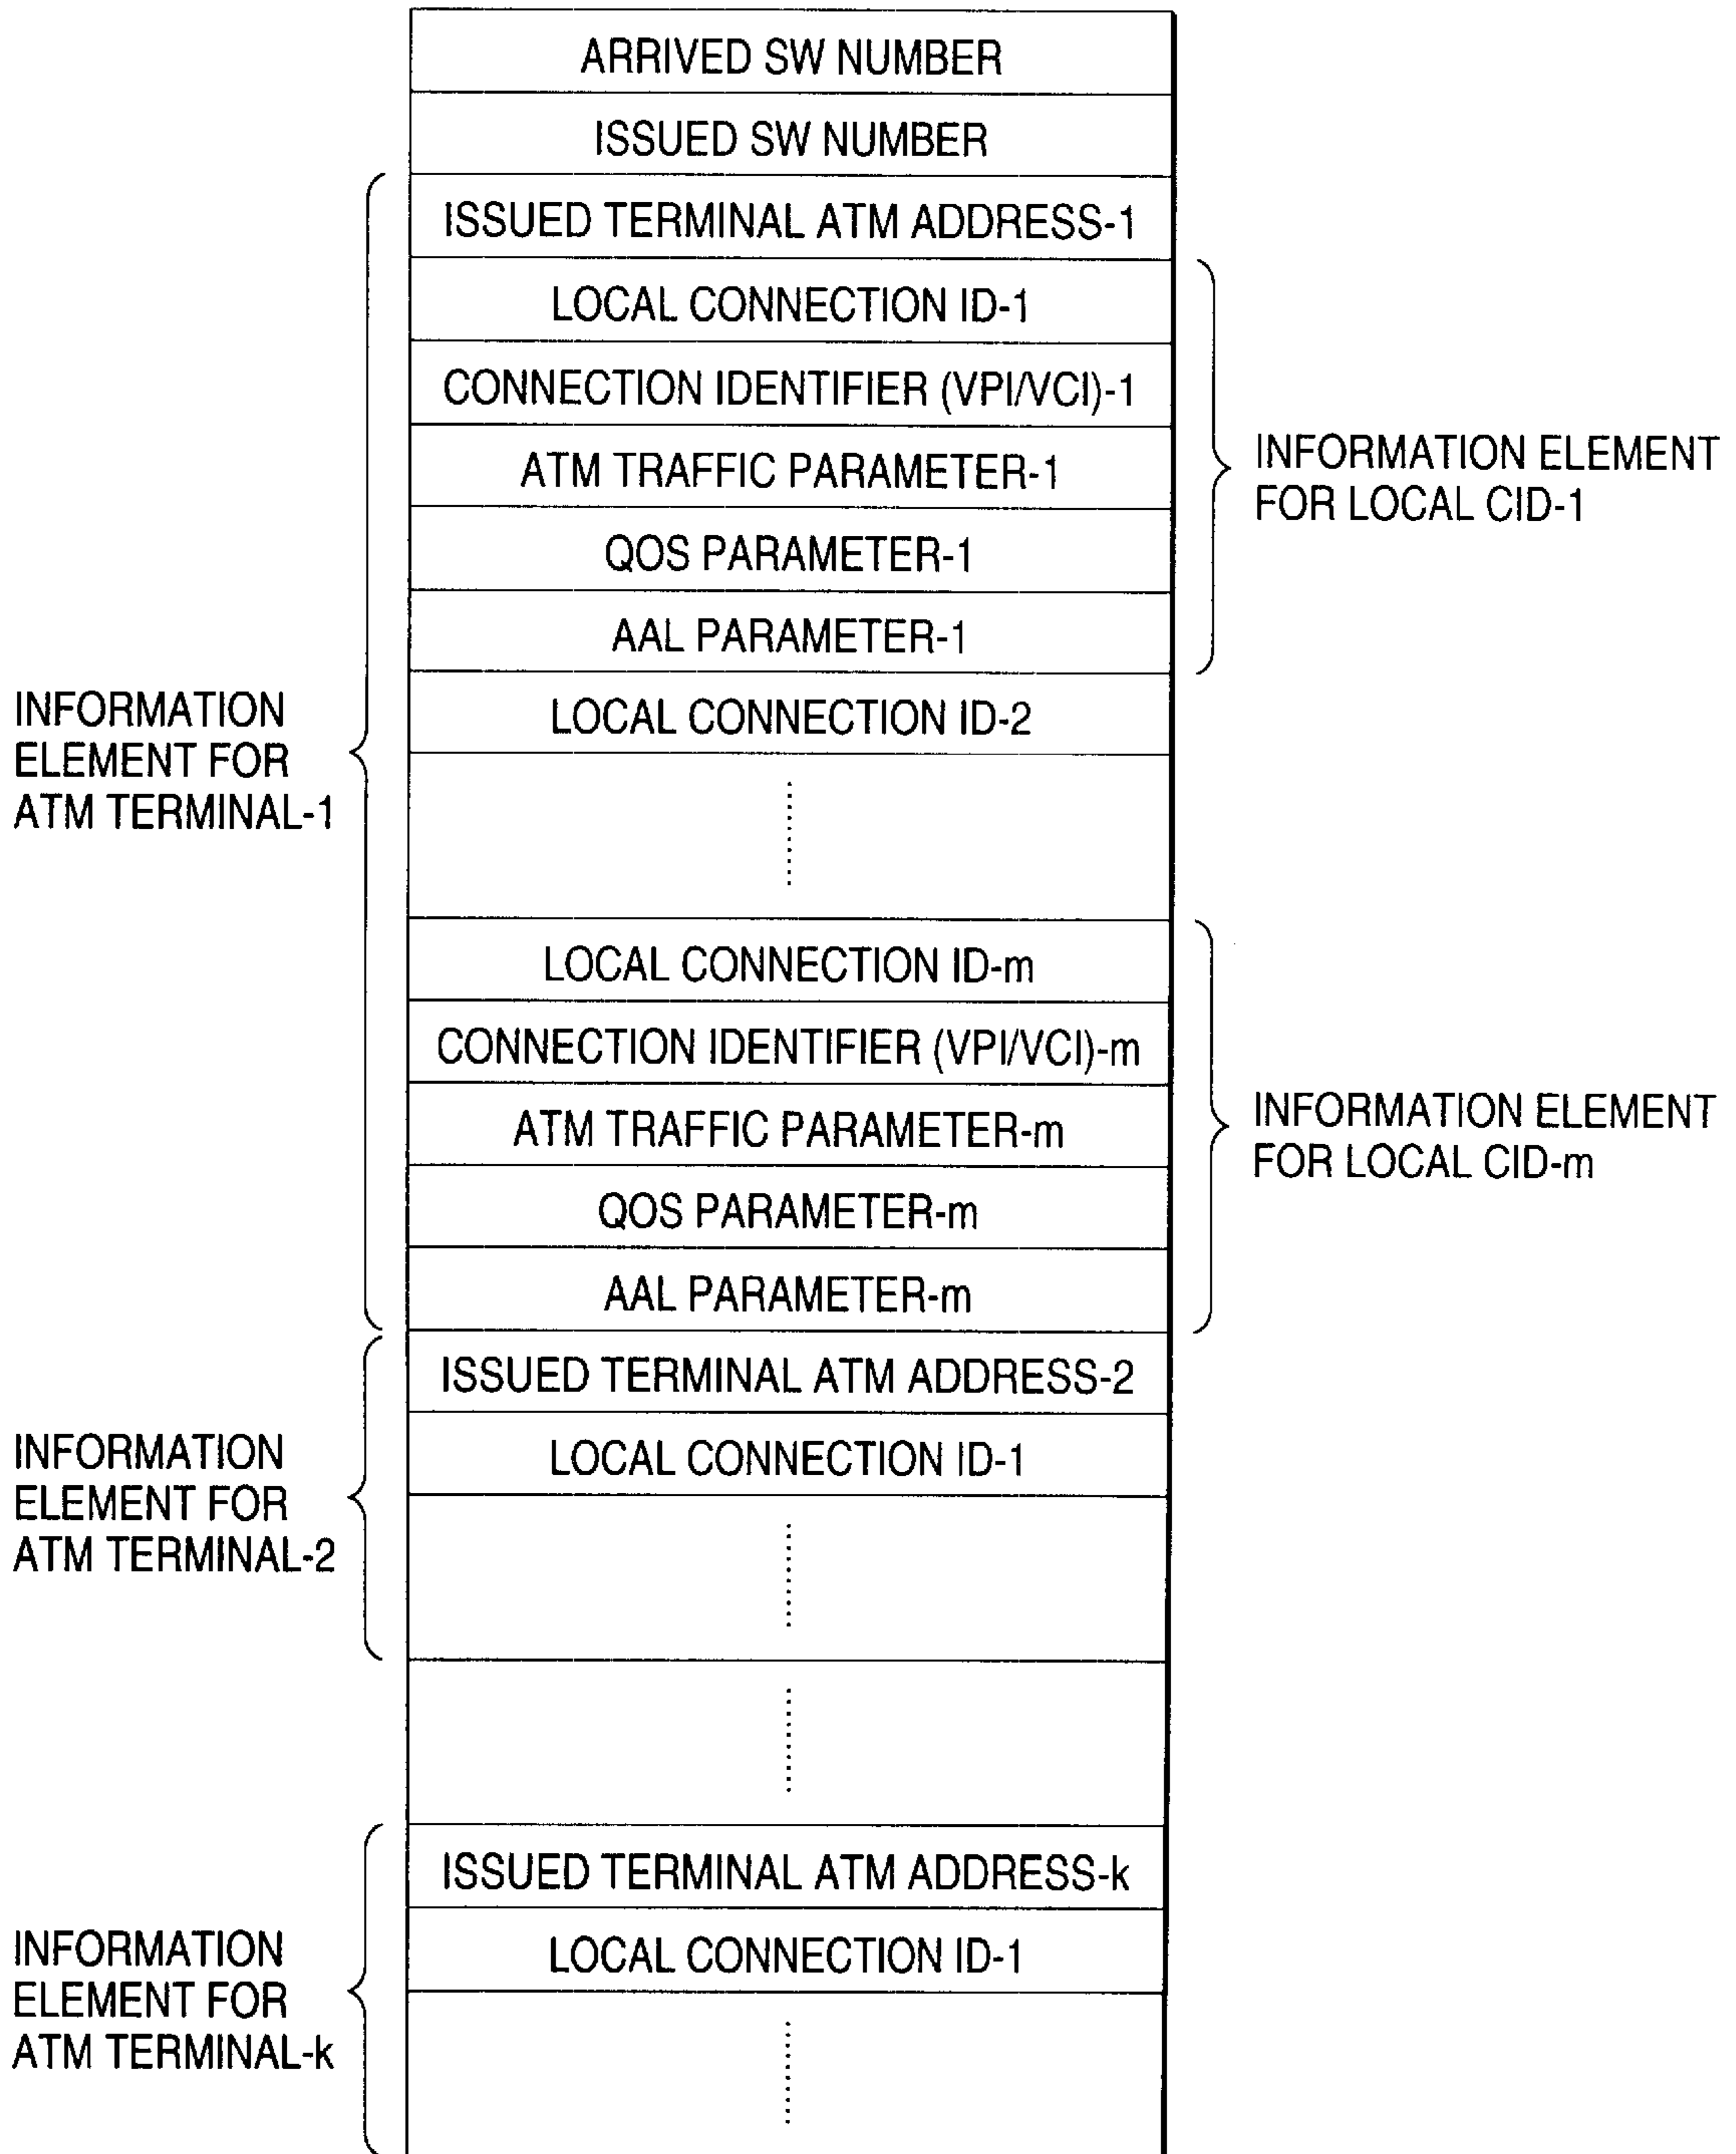 ARRIVED SW NUMBER
ISSUED SW NUMBER
ISSUED TERMINAL ATM ADDRESS-1
LOCAL CONNECTION ID-1
CONNECTION IDENTIFIER (VPI/VCI)-1
ATM TRAFFIC PARAMETER-1
QOS PARAMETER-1
AAL PARAMETER-1
INFORMATION ELEMENT
FOR LOCAL CID-1
LOCAL CONNECTION ID-2
INFORMATION
ELEMENT FOR
ATM TERMINAL-1
LOCAL CONNECTION ID-m
CONNECTION IDENTIFIER (VPI/VCI)-m
ATM TRAFFIC PARAMETER-m
QOS PARAMETER-m
AAL PARAMETER-m
INFORMATION ELEMENT
FOR LOCAL CID-m
ISSUED TERMINAL ATM ADDRESS-2
LOCAL CONNECTION ID-1
INFORMATION
ELEMENT FOR
ATM TERMINAL-2
ISSUED TERMINAL ATM ADDRESS-k
LOCAL CONNECTION ID-1
INFORMATION
ELEMENT FOR
ATM TERMINAL-k